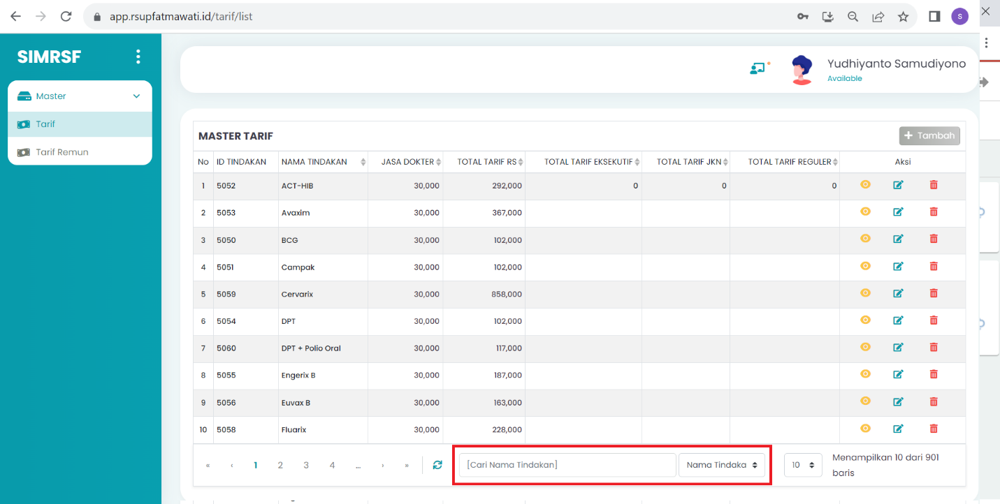 app.rsupfatmawati.id/tarif/list
S
SIMRSF
Yudhiyanto Samudiyono
Available
Master
Tarif
Tarif Remun
MASTER TARIF
Tambah
No ID TINDAKAN NAMA TINDAKAN JASA DOKTER TOTAL TARIF RS TOTAL TARIF EKSEKUTIF TOTAL TARIF JKN TOTAL TARIF REGULER Aksi
1 5052 ACT-HIB 30,000 292,000 0 0 0
2 5053 Avaxim 30,000 367,000
3 5050 BCG 30,000 102,000
4 5051 Campak 30,000 102,000
5 5059 Cervarix 30,000 858,000
6 5054 DPT 30,000 102,000
7 5060 DPT + Polio Oral 30,000 117,000
8 5055 Engerix B 30,000 187,000
9 5056 Euvax B 30,000 163,000
10 5058 Fluarix 30,000 228,000
« ‹ 1 2 3 4 ... › » [Cari Nama Tindakan] Nama Tindaka 10 Menampilkan 10 dari 901
baris